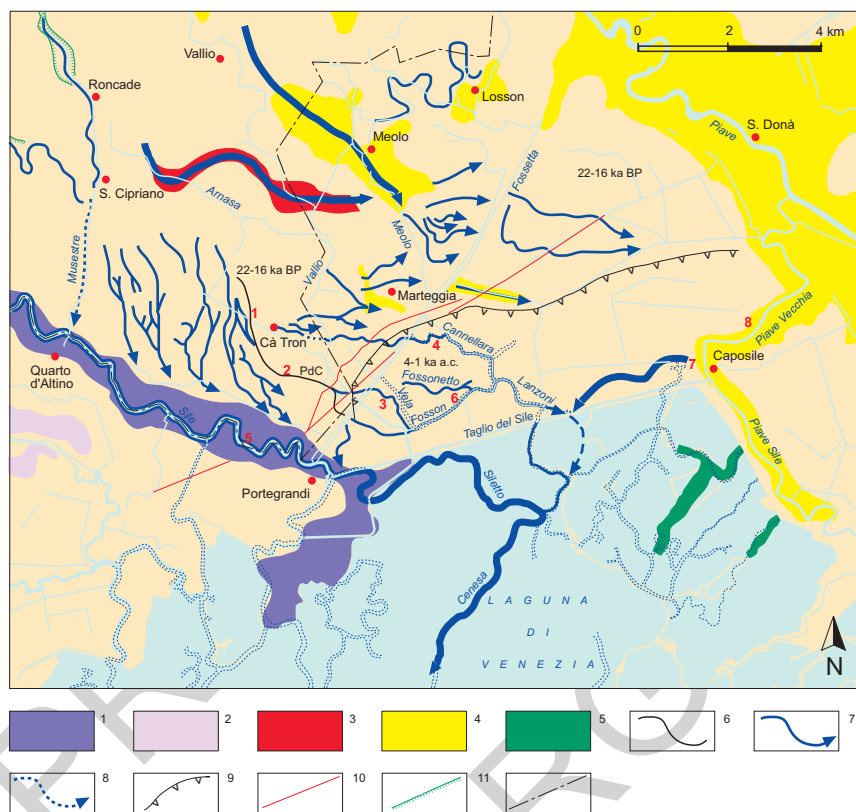 0 2 4 km
Vallio
Roncade
Losson
Piave
S. Donà
Meolo
Fossetta
22-16 ka BP
S. Cipriano
Arnasa
Meolo
Musestre
22-16 ka BP
Vallio
Marteggia
1
8
Piave Vecchia
Cà Tron
Cannellara
4
Quarto
d'Altino
2
PdC
4-1 ka a.c.
7
Caposile
Fossonetto
Lanzoni
3
Vela
6
Fosson
Sile
Taglio del Sile
5
Piave Sile
Portegrandi
Siletto
Cenesa
LAGUNA
DI
VENEZIA
N
1
2
3
4
5
6
7
8
9
10
11